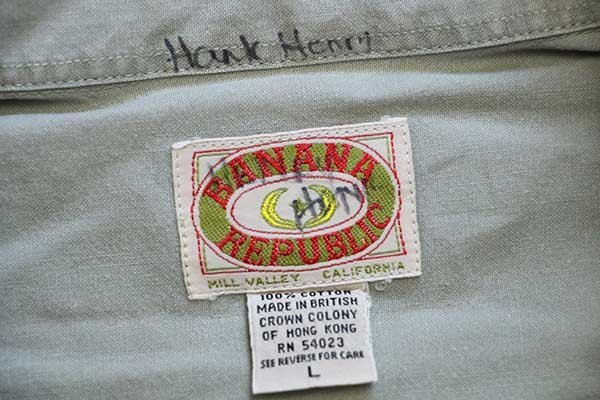 Hank Henry
BANANA
REPUBLIC
MILL VALLEY CALIFORNIA
100% COTTON
MADE IN BRITISH
CROWN COLONY
OF HONG KONG
RN 54023
SEE REVERSE FOR CARE
L